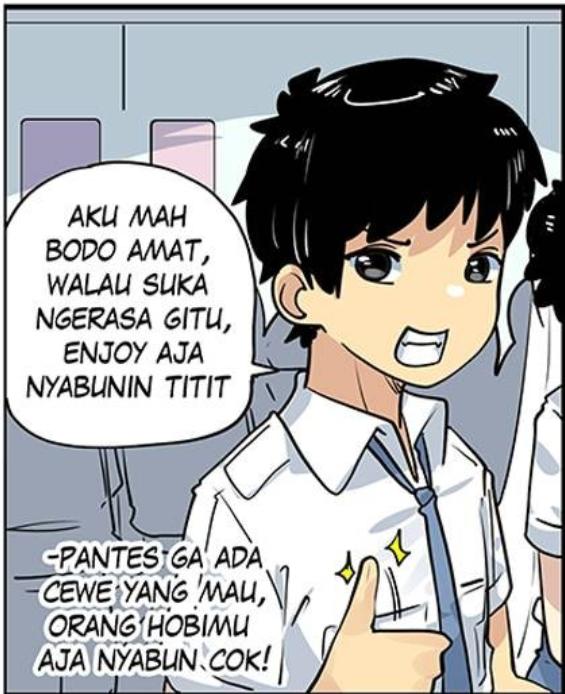 AKU MAH
BODO AMAT,
WALAU SUKA
NGERASA GITU,
ENJOY AJA
NYABUNIN TITIT
-PANTES GA ADA
CEWE YANG MAU,
ORANG HOBIMU
AJA NYABUN COK!